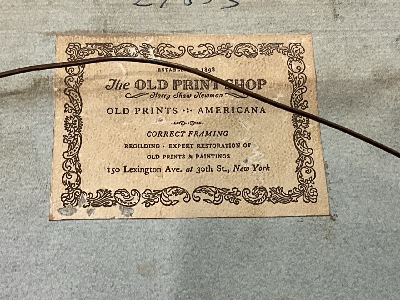 27833
ESTABLISHED 1898
The OLD PRINT SHOP
Harry Shaw Newman
OLD PRINTS AMERICANA
CORRECT FRAMING
REGILDING · EXPERT RESTORATION OF
OLD PRINTS & PAINTINGS
150 Lexington Ave. at 30th St., New York